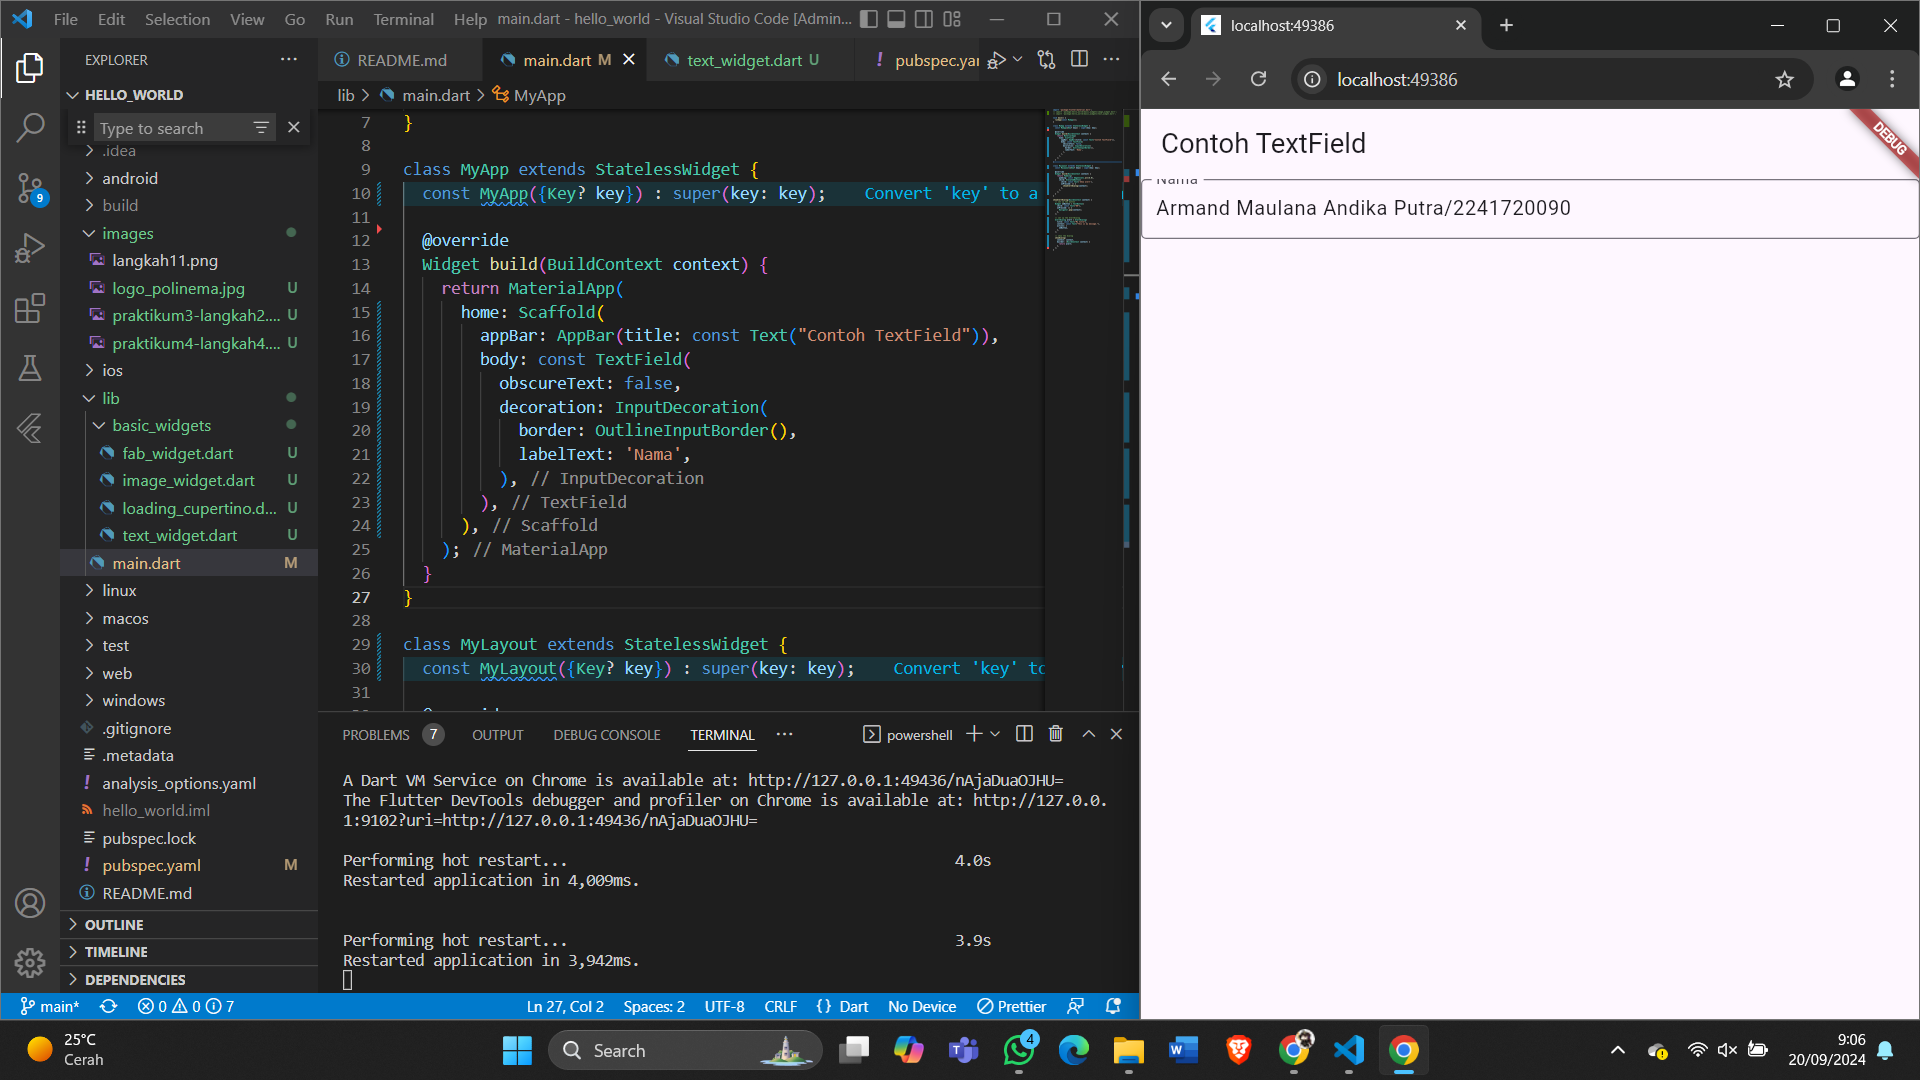 File Edit Selection View Go Run Terminal Help main.dart - hello_world - Visual Studio Code [Admin...
EXPLORER
HELLO_WORLD
Type to search
.idea
android
build
images
langkah11.png
logo_polinema.jpg U
praktikum3-langkah2.... U
praktikum4-langkah4.... U
ios
lib
basic_widgets
fab_widget.dart U
image_widget.dart U
loading_cupertino.d... U
text_widget.dart U
main.dart M
linux
macos
test
web
windows
.gitignore
.metadata
analysis_options.yaml
hello_world.iml
pubspec.lock
pubspec.yaml M
README.md
OUTLINE
TIMELINE
DEPENDENCIES
9
README.md main.dart M text_widget.dart U pubspec.yar
lib > main.dart > MyApp
7 }
8
9 class MyApp extends StatelessWidget {
10 const MyApp({Key? key}) : super(key: key); Convert 'key' to a
11
12 @override
13 Widget build(BuildContext context) {
14 return MaterialApp(
15 home: Scaffold(
16 appBar: AppBar(title: const Text("Contoh TextField")),
17 body: const TextField(
18 obscureText: false,
19 decoration: InputDecoration(
20 border: OutlineInputBorder(),
21 labelText: 'Nama',
22 ), // InputDecoration
23 ), // TextField
24 ), // Scaffold
25 ); // MaterialApp
26 }
27 }
28
29 class MyLayout extends StatelessWidget {
30 const MyLayout({Key? key}) : super(key: key); Convert 'key' to
31
PROBLEMS 7 OUTPUT DEBUG CONSOLE TERMINAL powershell
A Dart VM Service on Chrome is available at: http://127.0.0.1:49436/nAjaDuaOJHU=
The Flutter DevTools debugger and profiler on Chrome is available at: http://127.0.0.
1:9102?uri=http://127.0.0.1:49436/nAjaDuaOJHU=
Performing hot restart... 4.0s
Restarted application in 4,009ms.
Performing hot restart... 3.9s
Restarted application in 3,942ms.
main* 0 0 7 Ln 27, Col 2 Spaces: 2 UTF-8 CRLF {} Dart No Device Prettier
localhost:49386
localhost:49386
Contoh TextField
DEBUG
Nama
Armand Maulana Andika Putra/2241720090
25°C
Cerah
Search
4
9:06
20/09/2024